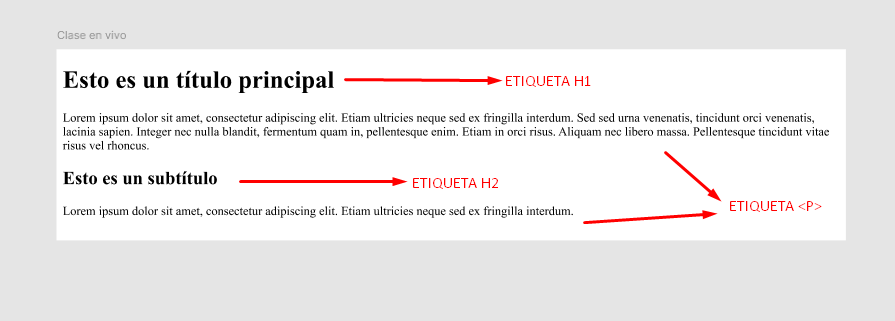 Clase en vivo
Esto es un título principal
ETIQUETA H1
Lorem ipsum dolor sit amet, consectetur adipiscing elit. Etiam ultricies neque sed ex fringilla interdum. Sed sed urna venenatis, tincidunt orci venenatis,
lacinia sapien. Integer nec nulla blandit, fermentum quam in, pellentesque enim. Etiam in orci risus. Aliquam nec libero massa. Pellentesque tincidunt vitae
risus vel rhoncus.
Esto es un subtítulo
ETIQUETA H2
Lorem ipsum dolor sit amet, consectetur adipiscing elit. Etiam ultricies neque sed ex fringilla interdum.
ETIQUETA <P>